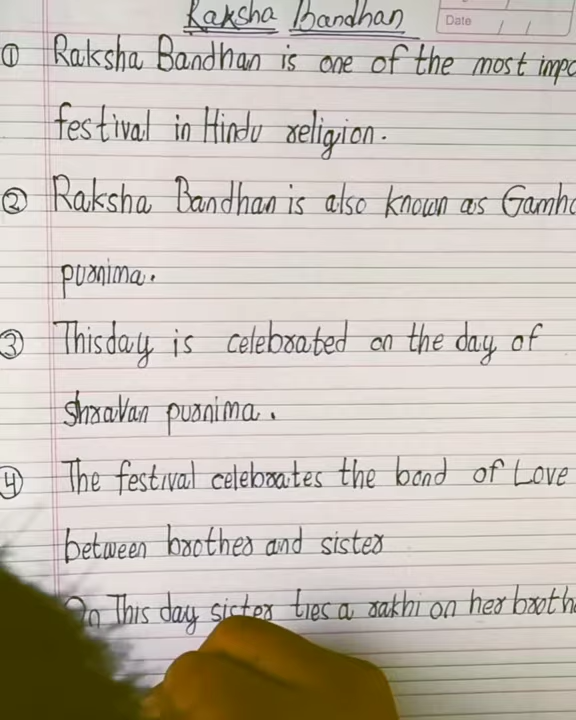 Raksha Bandhan
Date / /
① Raksha Bandhan is one of the most
festival in Hindu religion.
② Raksha Bandhan is also known as
purnima.
③ Thisday is celebrated on the day of
shraVan purnima.
④ The festival celebrates the bond of Love
between brother and sister
On This day sister ties a rakhi on her